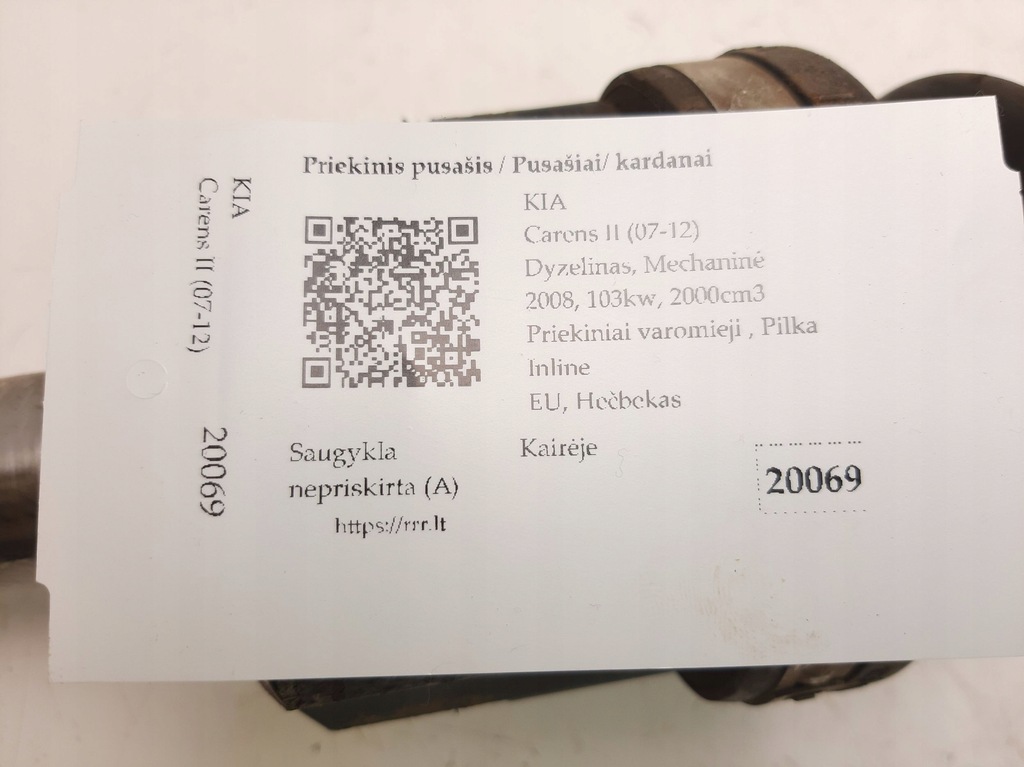 Priekinis pusašis / Pusašiai/ kardanai
KIA
Carens II (07-12)
Dyzelinas, Mechaninė
2008, 103kw, 2000cm3
Priekiniai varomieji , Pilka
Inline
EU, Hečbekas
Saugykla
nepriskirta (A)
https://rrr.lt
Kairėje
20069
KIA
Carens II (07-12)
20069